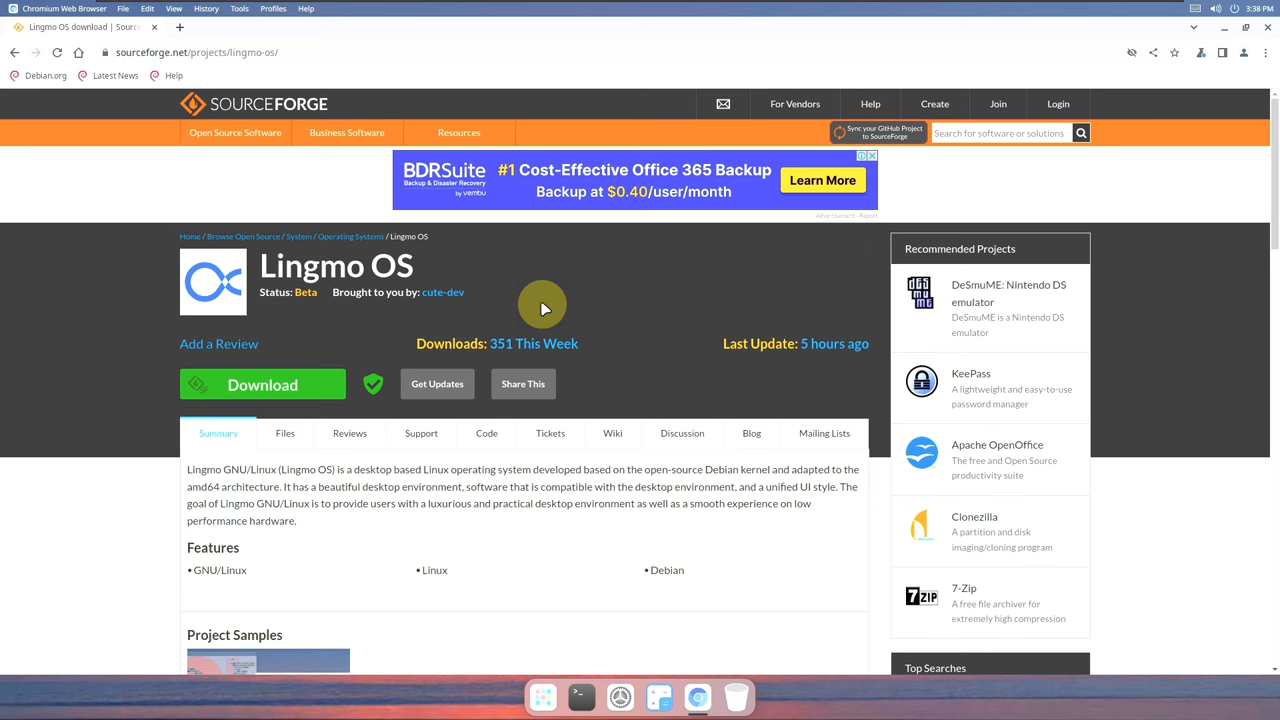 Chromium Web Browser File Edit View History Tools Profiles Help 3:38 PM
Lingmo OS download | Sourc
sourceforge.net/projects/lingmo-os/
Debian.org Latest News Help
SOURCEFORGE For Vendors Help Create Join Login
Open Source Software Business Software Resources Sync your GitHub Project to SourceForge Search for software or solutions
BDRSuite
Backup & Disaster Recovery
by vembu
#1 Cost-Effective Office 365 Backup
Backup at $0.40/user/month
Learn More
Advertisement - Report
Home / Browse Open Source / System / Operating Systems / Lingmo OS
Lingmo OS
Status: Beta Brought to you by: cute-dev
Add a Review Downloads: 351 This Week Last Update: 5 hours ago
Download Get Updates Share This
Summary Files Reviews Support Code Tickets Wiki Discussion Blog Mailing Lists
Lingmo GNU/Linux (Lingmo OS) is a desktop based Linux operating system developed based on the open-source Debian kernel and adapted to the
amd64 architecture. It has a beautiful desktop environment, software that is compatible with the desktop environment, and a unified UI style. The
goal of Lingmo GNU/Linux is to provide users with a luxurious and practical desktop environment as well as a smooth experience on low
performance hardware.
Features
• GNU/Linux • Linux • Debian
Project Samples
Recommended Projects
DeSmuME: Nintendo DS
emulator
DeSmuME is a Nintendo DS
emulator
KeePass
A lightweight and easy-to-use
password manager
Apache OpenOffice
The free and Open Source
productivity suite
Clonezilla
A partition and disk
imaging/cloning program
7-Zip
A free file archiver for
extremely high compression
Top Searches